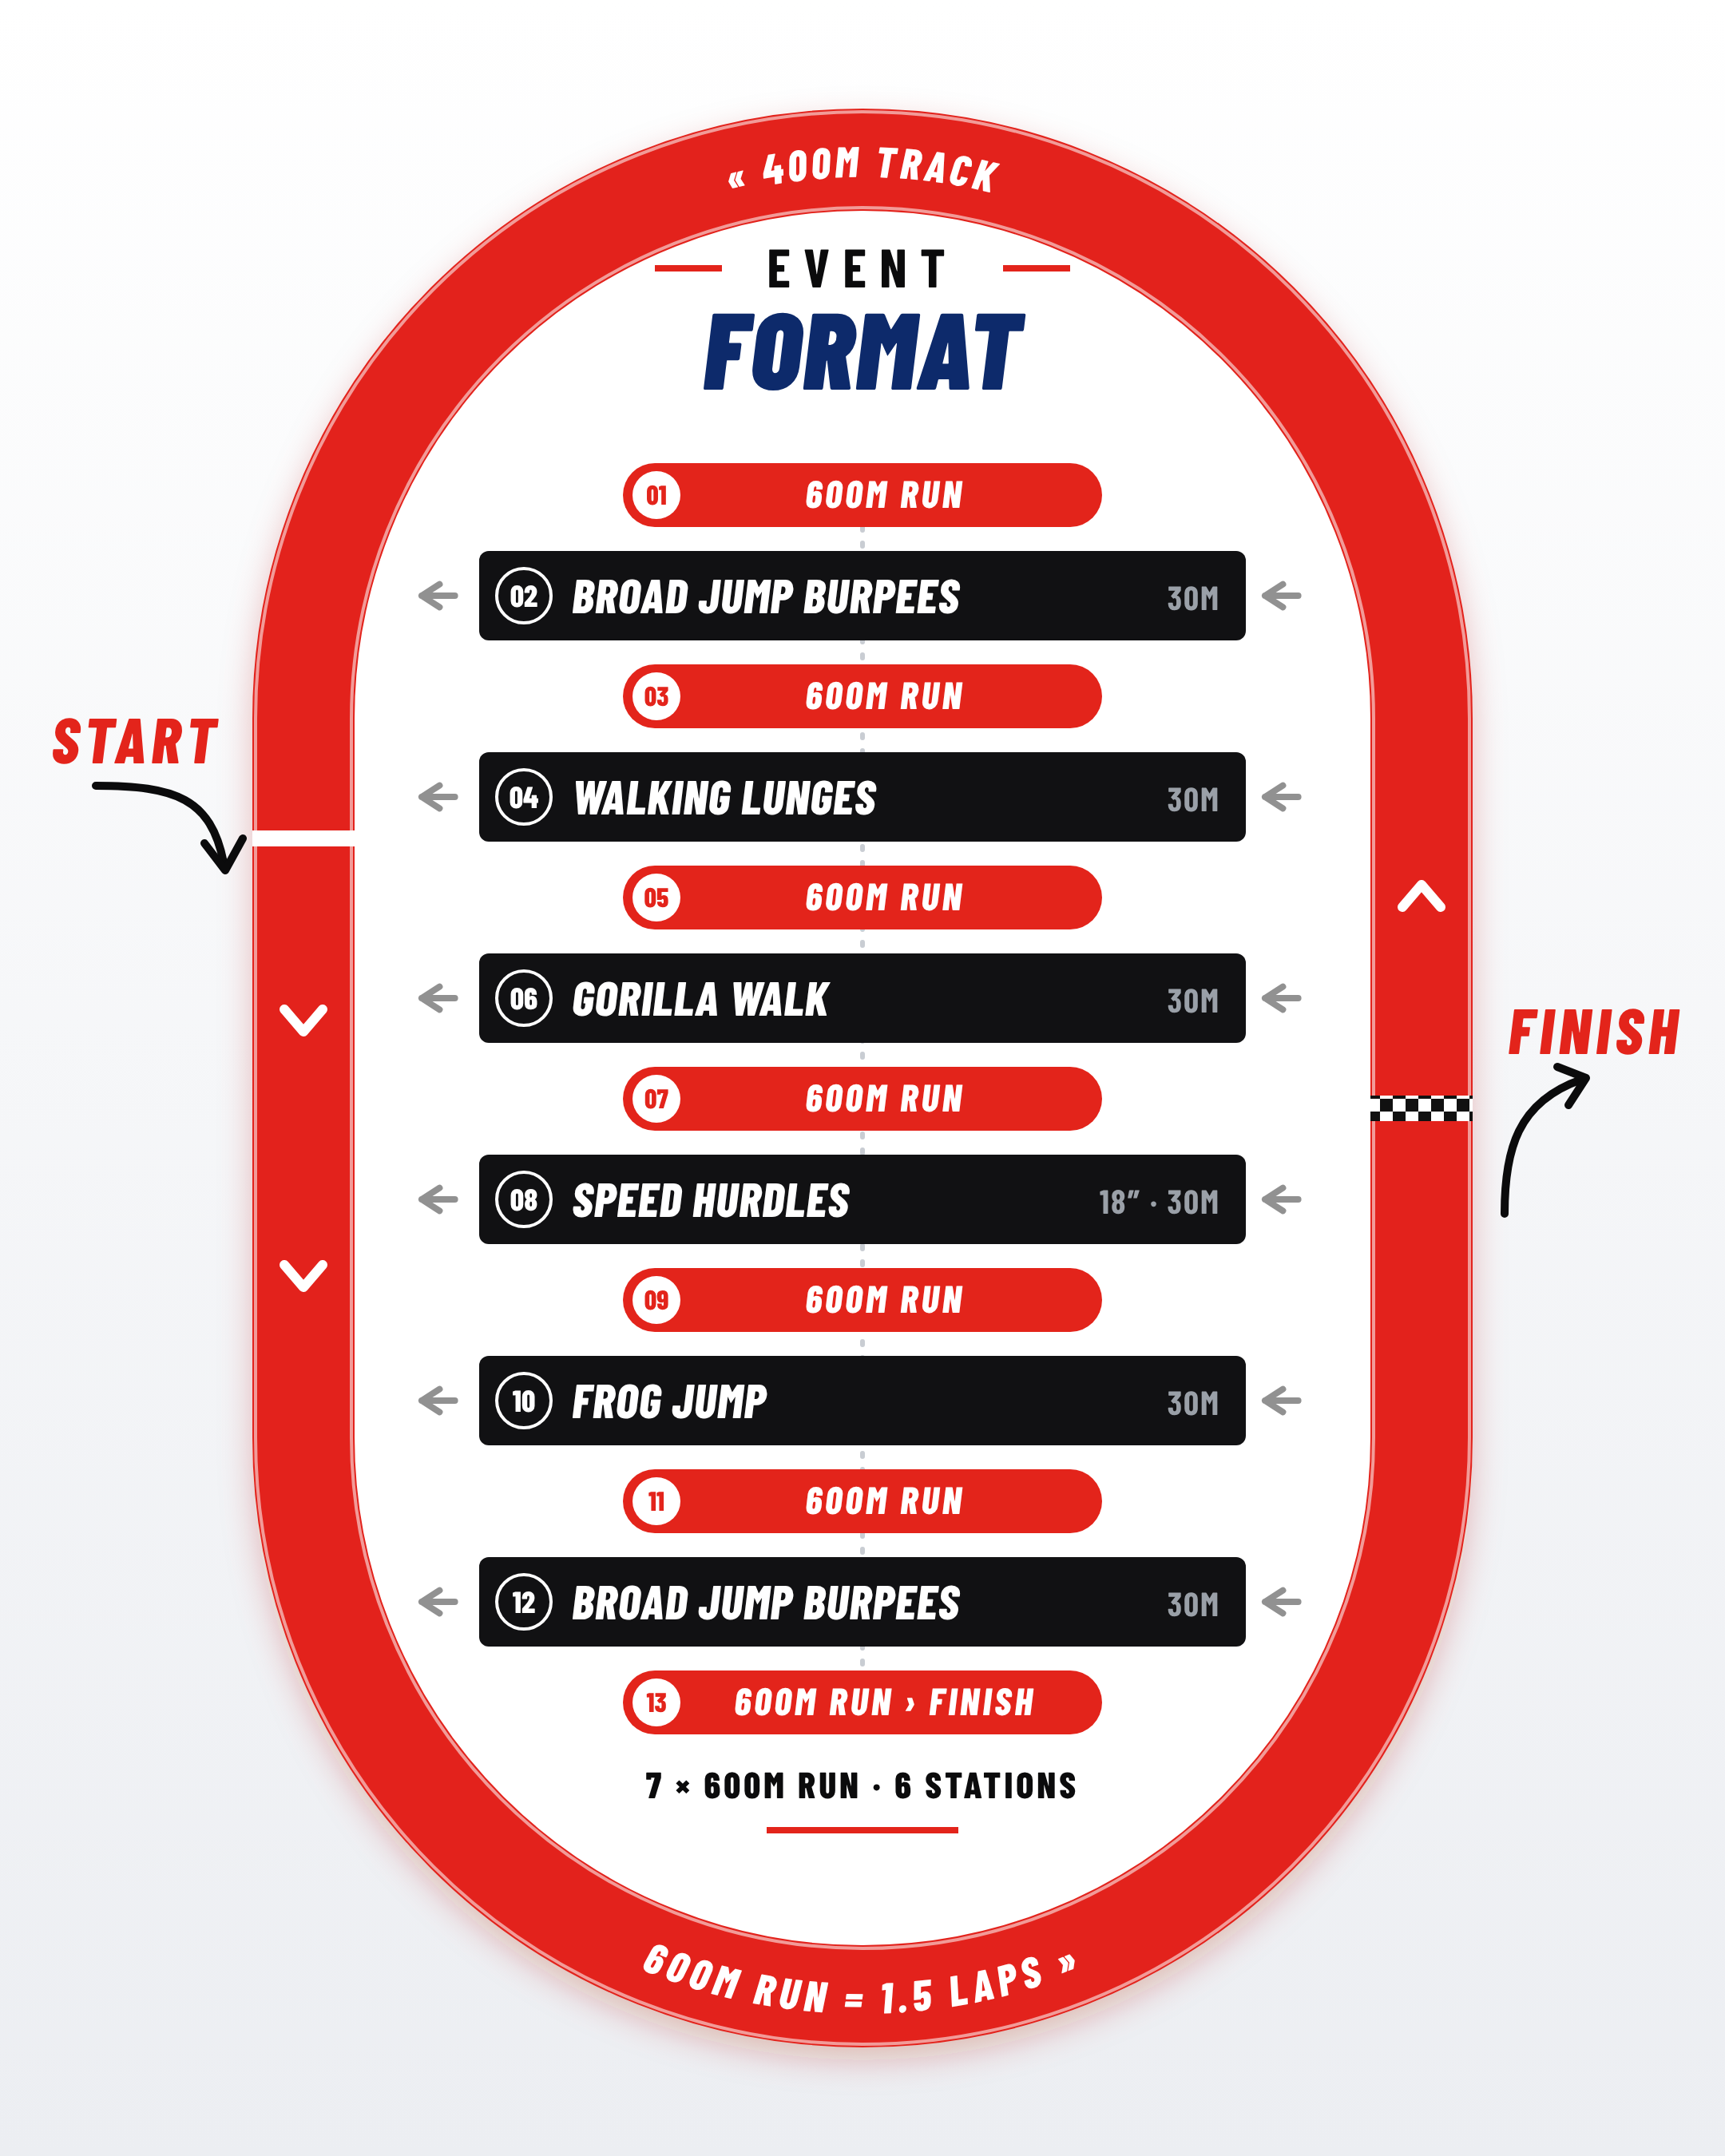 « 400M TRACK
EVENT
FORMAT
01 600M RUN
02 BROAD JUMP BURPEES 30M
03 600M RUN
START
04 WALKING LUNGES 30M
05 600M RUN
06 GORILLA WALK 30M
FINISH
07 600M RUN
08 SPEED HURDLES 18″ · 30M
09 600M RUN
10 FROG JUMP 30M
11 600M RUN
12 BROAD JUMP BURPEES 30M
13 600M RUN › FINISH
7 × 600M RUN · 6 STATIONS
600M RUN = 1.5 LAPS »